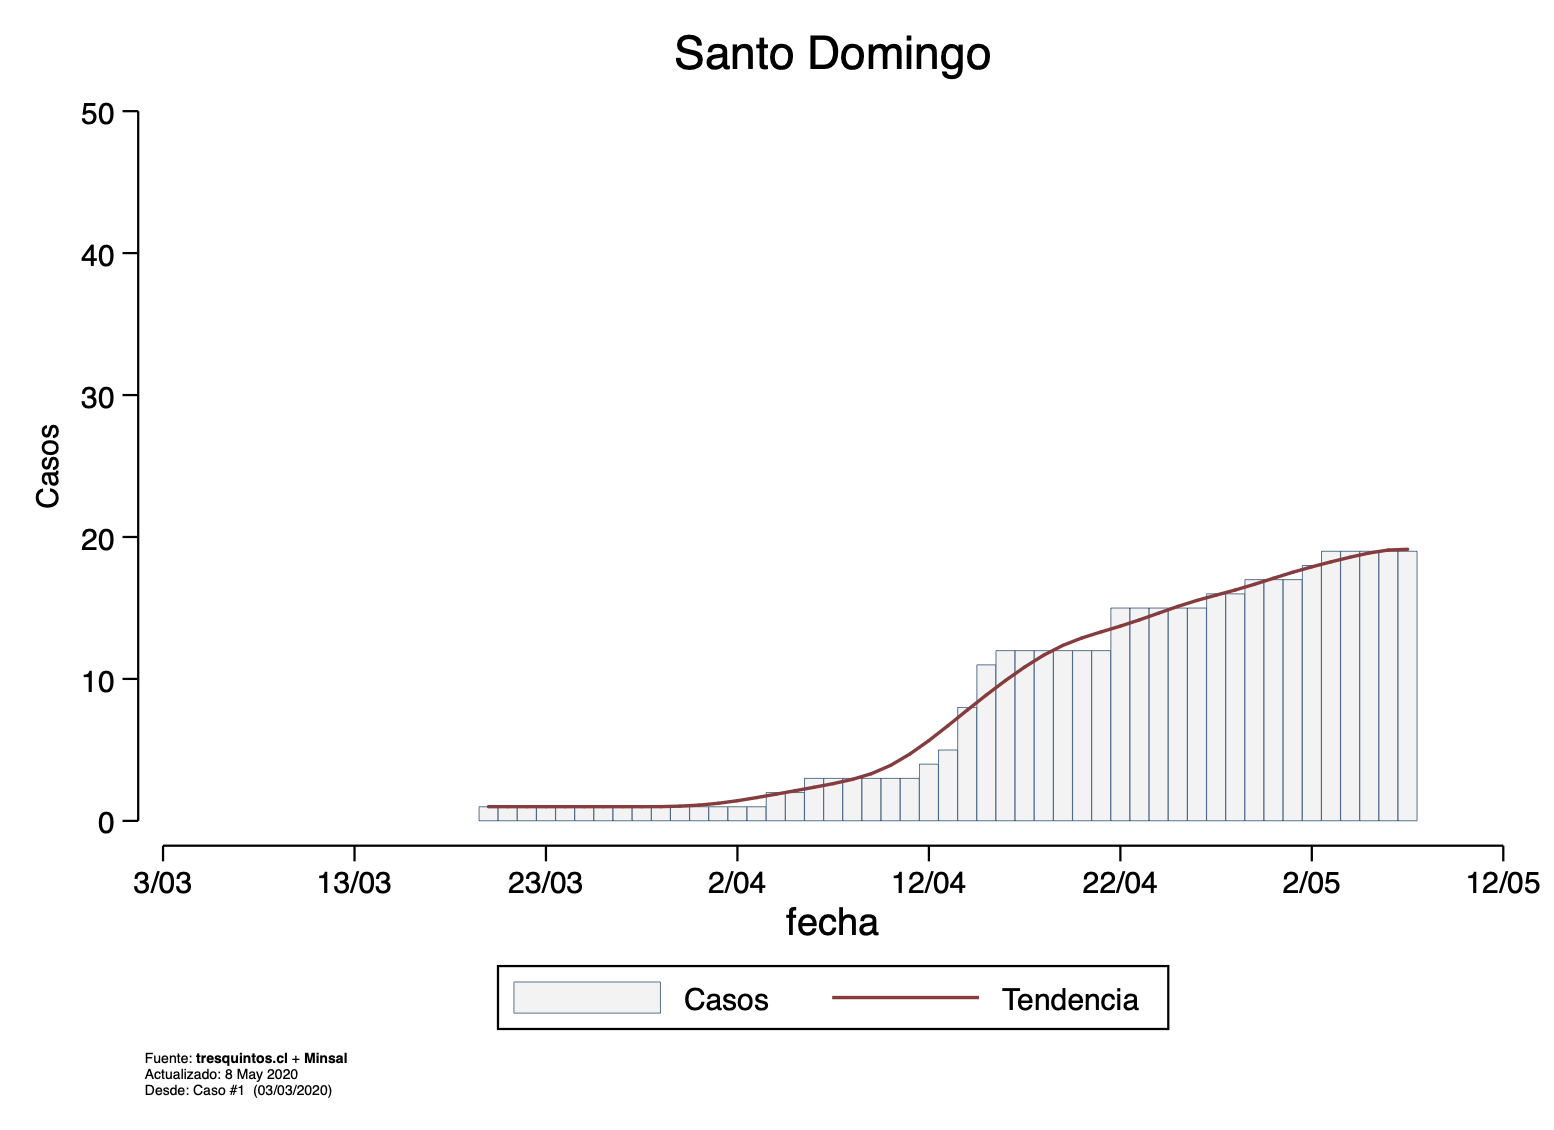 Santo Domingo
50
40
30
20
10
0
Casos
3/03 13/03 23/03 2/04 12/04 22/04 2/05 12/05
fecha
Casos Tendencia
Fuente: tresquintos.cl + Minsal
Actualizado: 8 May 2020
Desde: Caso #1 (03/03/2020)